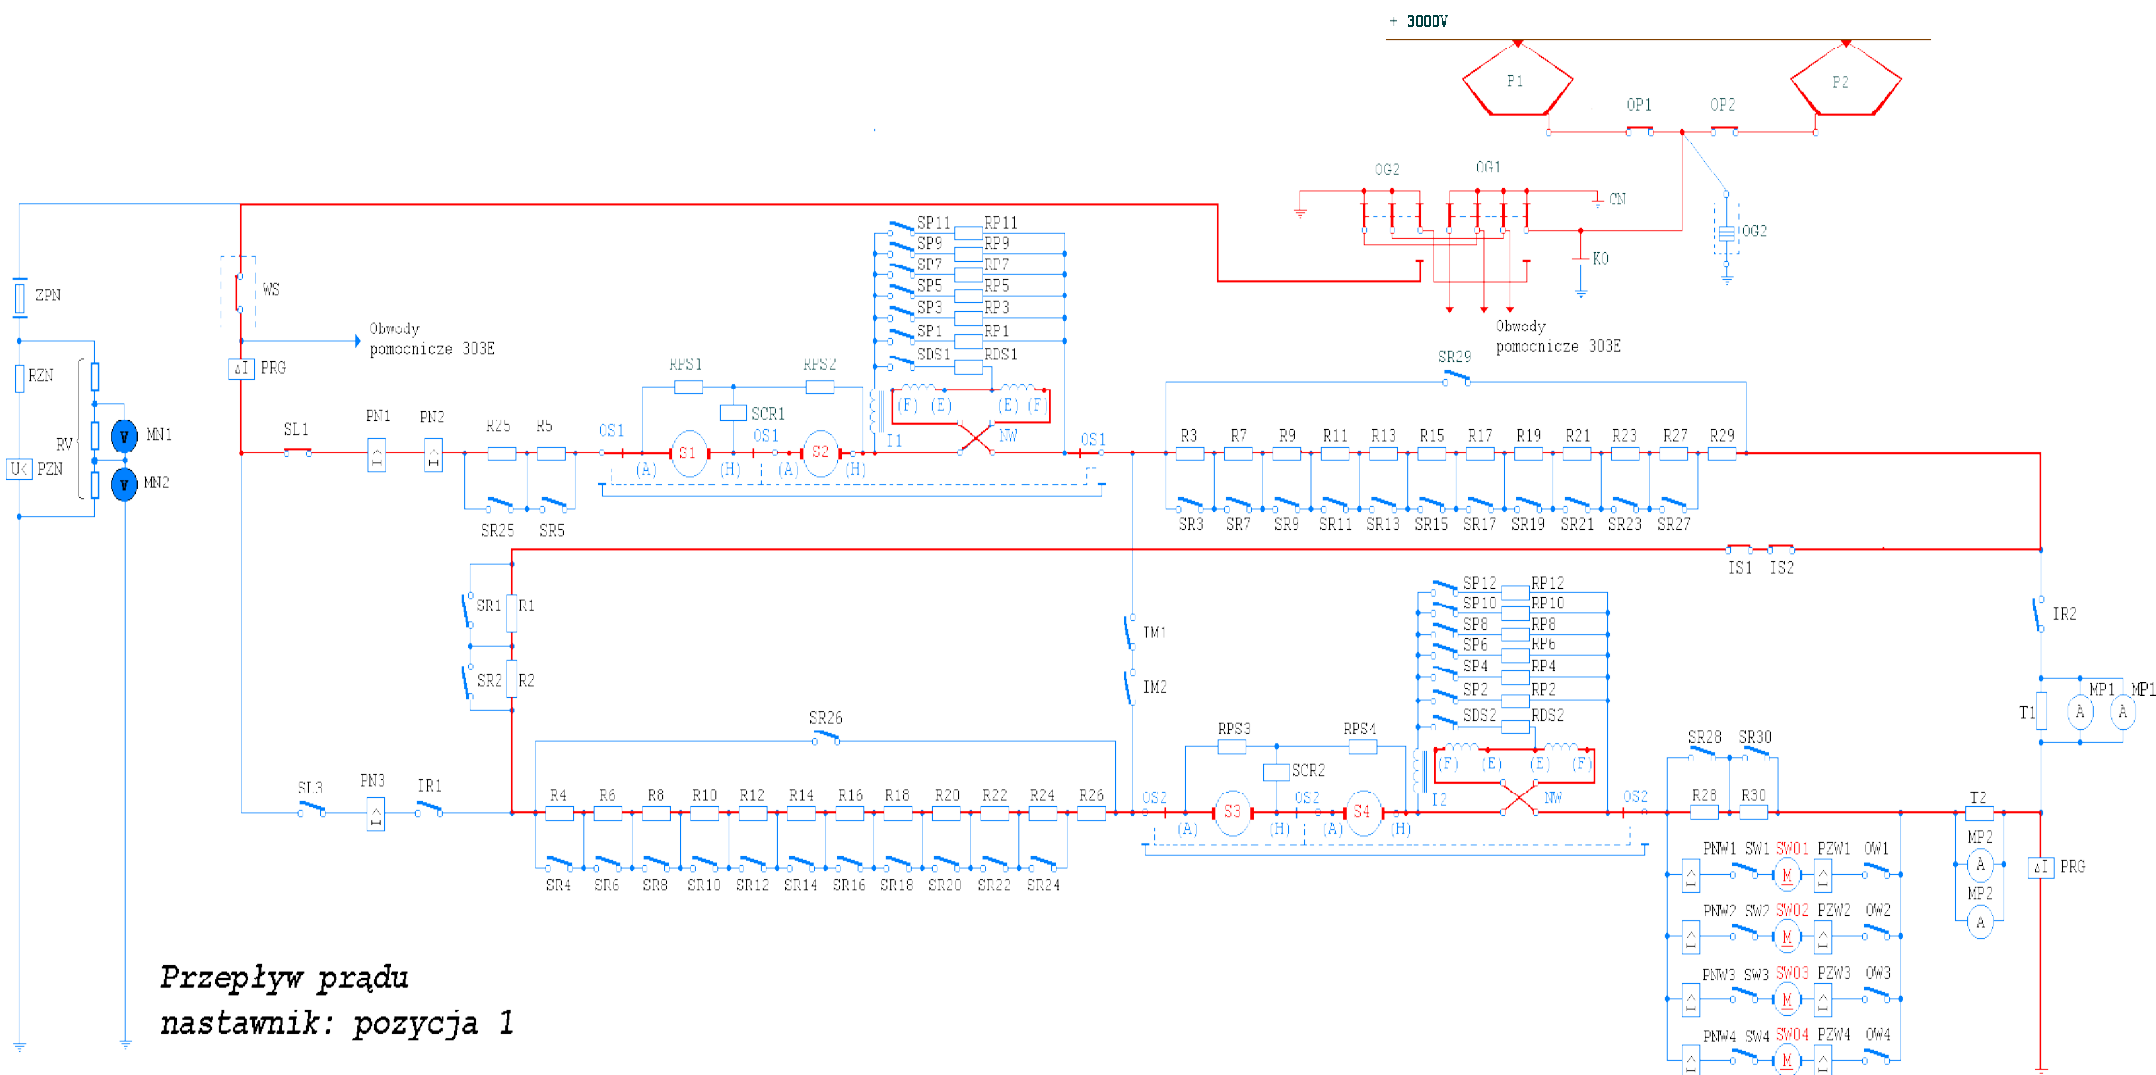 + 3000V
P1
P2
OP1 OP2
OG2 OG1
CN
OG2
KO
Obwody
pomocnicze 303E
SP11 RP11
SP9 RP9
SP7 RP7
SP5 RP5
SP3 RP3
SP1 RP1
SDS1 RDS1
ZPN
WS
Obwody
pomocnicze 303E
ΔI PRG
RZN
RV
V MN1
V MN2
U< PZN
RPS1 RPS2
SCR1
(F) (E) (E) (F)
I1
NW
SR29
SL1 PN1 PN2 R25 R5 OS1 S1 OS1 S2 OS1
(A) (H) (A) (H)
SR25 SR5
R3 R7 R9 R11 R13 R15 R17 R19 R21 R23 R27 R29
SR3 SR7 SR9 SR11 SR13 SR15 SR17 SR19 SR21 SR23 SR27
IS1 IS2
SR1 R1
SR2 R2
IM2
SP12 RP12
SP10 RP10
SP8 RP8
SP6 RP6
SP4 RP4
SP2 RP2
SDS2 RDS2
IR2
T1
MP1 MP1
A A
SR26
RPS3 RPS4
SCR2
(F) (E) (E) (F)
I2
NW
SR28 SR30
SL3 PN3 IR1
R4 R6 R8 R10 R12 R14 R16 R18 R20 R22 R24 R26
OS2 S3 OS2 S4 OS2
(A) (H) (A) (H)
R28 R30
T2
SR4 SR6 SR8 SR10 SR12 SR14 SR16 SR18 SR20 SR22 SR24
MP2
A
MP2
A
ΔI PRG
PNW1 SW1 SWO1 PZW1 OW1
M
PNW2 SW2 SWO2 PZW2 OW2
M
PNW3 SW3 SWO3 PZW3 OW3
M
PNW4 SW4 SWO4 PZW4 OW4
M
Przepływ prądu
nastawnik: pozycja 1